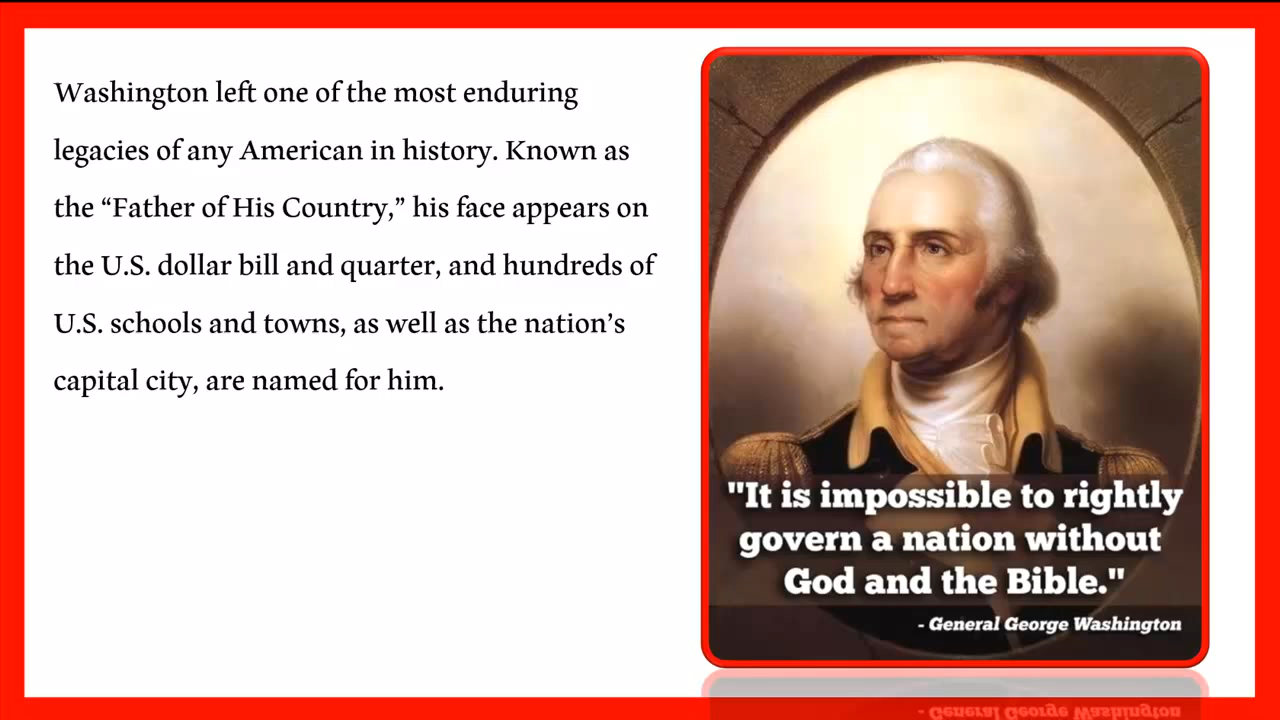 Washington left one of the most enduring
legacies of any American in history. Known as
the “Father of His Country,” his face appears on
the U.S. dollar bill and quarter, and hundreds of
U.S. schools and towns, as well as the nation’s
capital city, are named for him.
"It is impossible to rightly
govern a nation without
God and the Bible."
- General George Washington
- General George Washington